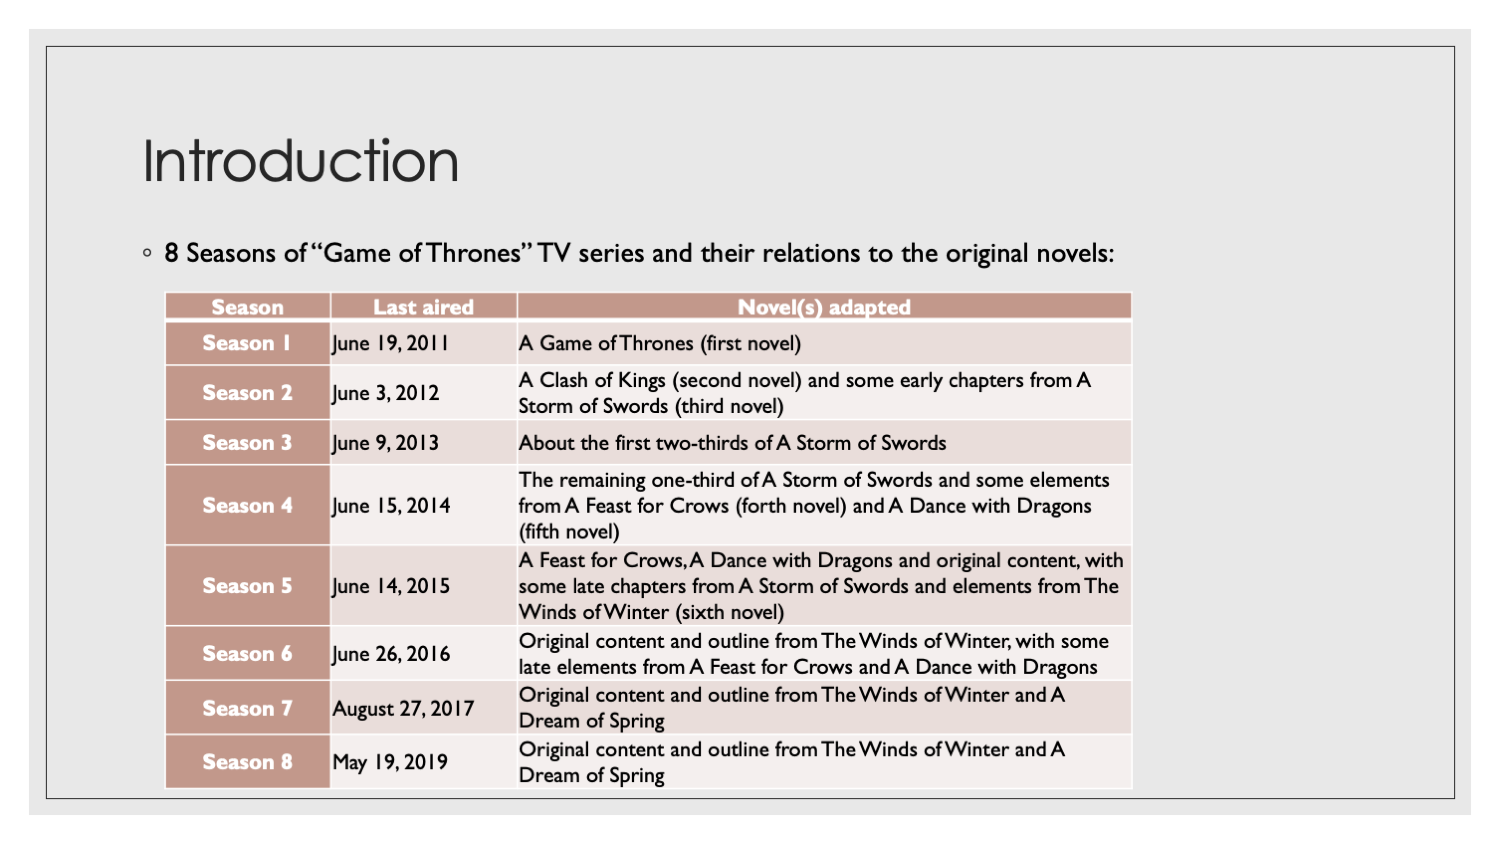 Introduction
◦ 8 Seasons of “Game of Thrones” TV series and their relations to the original novels:
Season Last aired Novel(s) adapted
Season 1 June 19, 2011 A Game of Thrones (first novel)
Season 2 June 3, 2012 A Clash of Kings (second novel) and some early chapters from A
Storm of Swords (third novel)
Season 3 June 9, 2013 About the first two-thirds of A Storm of Swords
Season 4 June 15, 2014 The remaining one-third of A Storm of Swords and some elements
from A Feast for Crows (forth novel) and A Dance with Dragons
(fifth novel)
Season 5 June 14, 2015 A Feast for Crows, A Dance with Dragons and original content, with
some late chapters from A Storm of Swords and elements from The
Winds of Winter (sixth novel)
Season 6 June 26, 2016 Original content and outline from The Winds of Winter, with some
late elements from A Feast for Crows and A Dance with Dragons
Season 7 August 27, 2017 Original content and outline from The Winds of Winter and A
Dream of Spring
Season 8 May 19, 2019 Original content and outline from The Winds of Winter and A
Dream of Spring